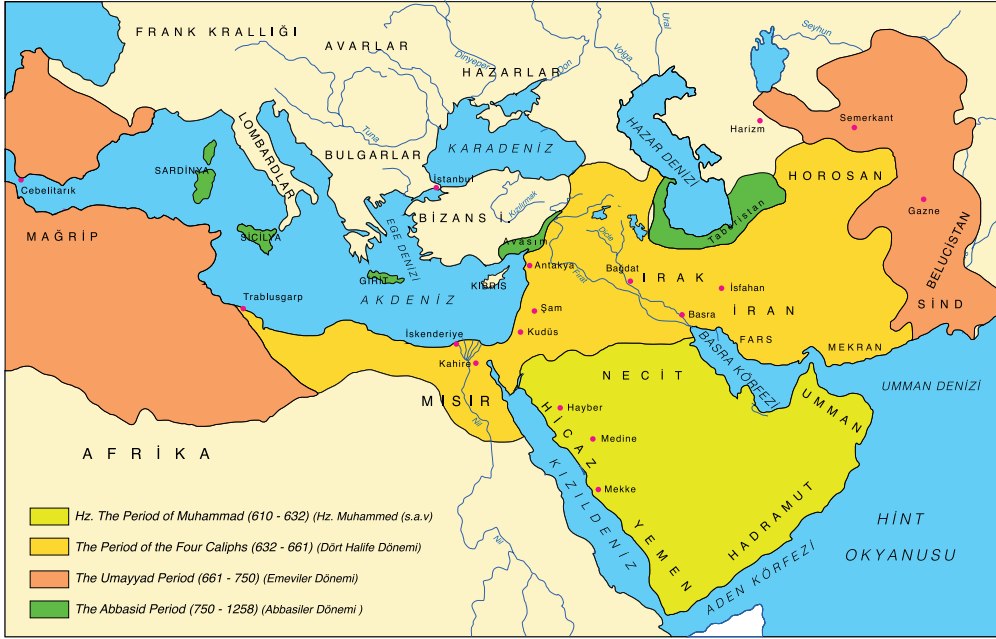 FRANK KRALLIĞI
AVARLAR
HAZARLAR
Dinyeper
Don
Volga
Ural
Seyhun
Harizm
Semerkant
LOMBARDLAR
Tuna
BULGARLAR
KARADENİZ
HAZAR DENİZİ
HOROSAN
SARDİNYA
Cebelitarık
İstanbul
Kızılırmak
BİZANS İ.
Taberistan
Gazne
MAĞRİP
SİCİLYA
EGE DENİZİ
Avasım
Dicle
BELUCİSTAN
GİRİT
KIBRIS
Antakya
Fırat
Bağdat
IRAK
İsfahan
AKDENİZ
Trablusgarp
Şam
Basra
İRAN
SİND
İskenderiye
Kudüs
FARS
MEKRAN
Kahire
BASRA KÖRFEZİ
NECİT
UMMAN DENİZİ
MISIR
Hayber
UMMAN
Nil
HİCAZ
Medine
AFRİKA
KIZILDENİZ
Mekke
HADRAMUT
YEMEN
HİNT
OKYANUSU
Nil
ADEN KÖRFEZİ
Hz. The Period of Muhammad (610 - 632) (Hz. Muhammed (s.a.v)
The Period of the Four Caliphs (632 - 661) (Dört Halife Dönemi)
The Umayyad Period (661 - 750) (Emeviler Dönemi)
The Abbasid Period (750 - 1258) (Abbasiler Dönemi )